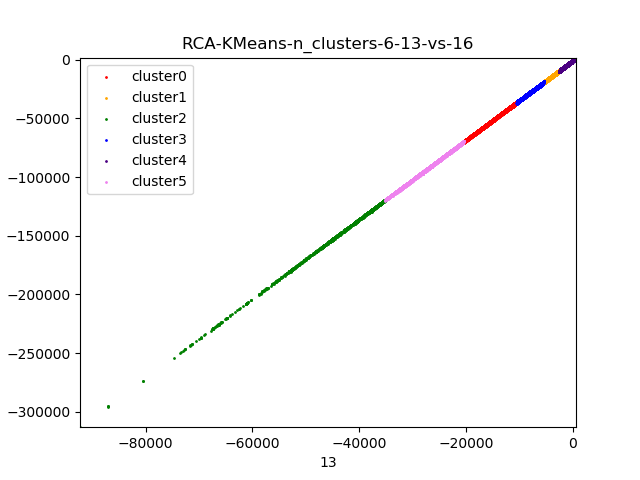 RCA-KMeans-n_clusters-6-13-vs-16
0
−50000
−100000
−150000
−200000
−250000
−300000
cluster0
cluster1
cluster2
cluster3
cluster4
cluster5
−80000 −60000 −40000 −20000 0
13